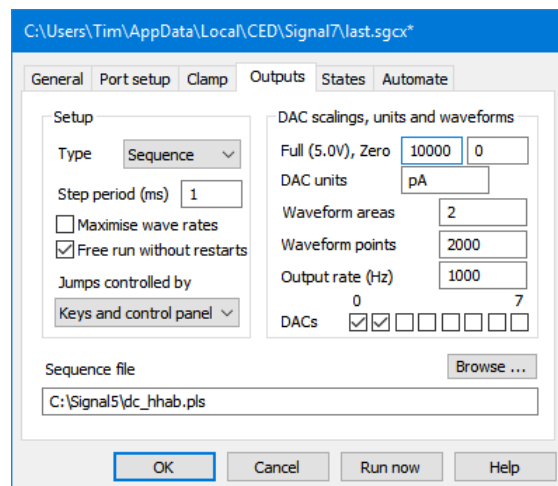 C:\Users\Tim\AppData\Local\CED\Signal7\last.sgcx*
General Port setup Clamp Outputs States Automate
Setup
Type Sequence
Step period (ms) 1
Maximise wave rates
Free run without restarts
Jumps controlled by
Keys and control panel
DAC scalings, units and waveforms
Full (5.0V), Zero 10000 0
DAC units pA
Waveform areas 2
Waveform points 2000
Output rate (Hz) 1000
0 7
DACs
Sequence file
Browse ...
C:\Signal5\dc_hhab.pls
OK Cancel Run now Help